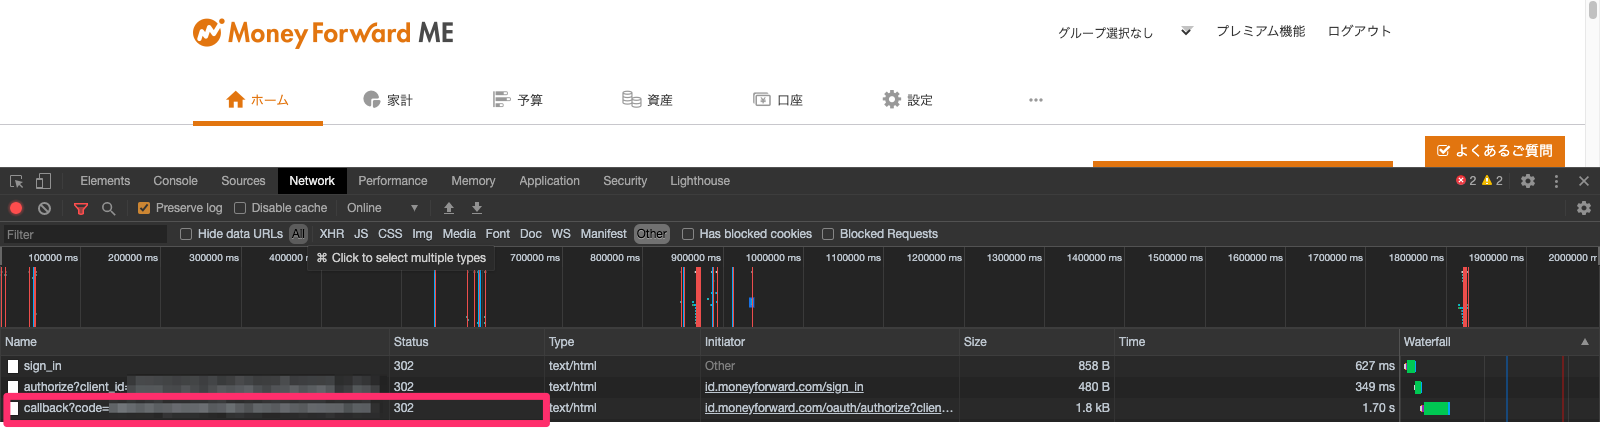 Money Forward ME
グループ選択なし プレミアム機能 ログアウト
ホーム 家計 予算 資産 口座 設定 ...
よくあるご質問
Elements Console Sources Network Performance Memory Application Security Lighthouse 2 2
Preserve log Disable cache Online
Filter Hide data URLs All XHR JS CSS Img Media Font Doc WS Manifest Other Has blocked cookies Blocked Requests
⌘ Click to select multiple types
100000 ms 200000 ms 300000 ms 400 700000 ms 800000 ms 900000 ms 1000000 ms 1100000 ms 1200000 ms 1300000 ms 1400000 ms 1500000 ms 1600000 ms 1700000 ms 1800000 ms 1900000 ms 2000000 m
Name Status Type Initiator Size Time Waterfall
sign_in 302 text/html Other 858 B 627 ms
authorize?client_id= 302 text/html id.moneyforward.com/sign_in 480 B 349 ms
callback?code= 302 text/html id.moneyforward.com/oauth/authorize?clien... 1.8 kB 1.70 s